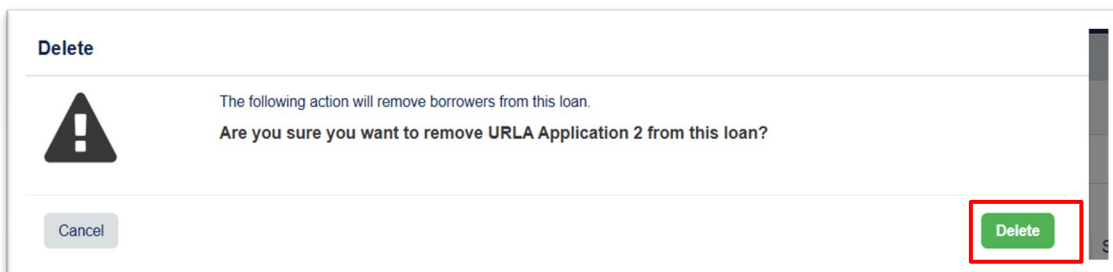 Delete
The following action will remove borrowers from this loan.
Are you sure you want to remove URLA Application 2 from this loan?
Cancel
Delete